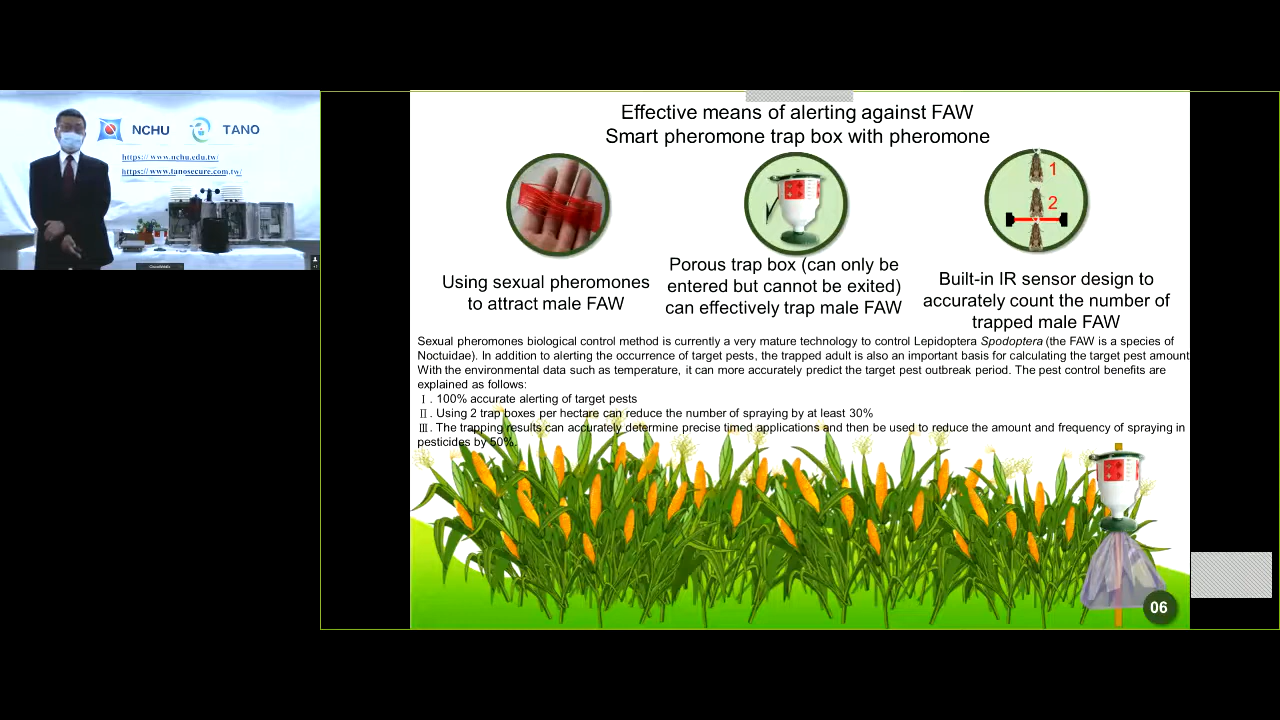 NCHU TANO
https://www.nchu.edu.tw/
https://www.tanosecure.com.tw/
Effective means of alerting against FAW
Smart pheromone trap box with pheromone
1
2
Using sexual pheromones
to attract male FAW
Porous trap box (can only be
entered but cannot be exited)
can effectively trap male FAW
Built-in IR sensor design to
accurately count the number of
trapped male FAW
Sexual pheromones biological control method is currently a very mature technology to control Lepidoptera Spodoptera (the FAW is a species of
Noctuidae). In addition to alerting the occurrence of target pests, the trapped adult is also an important basis for calculating the target pest amount
With the environmental data such as temperature, it can more accurately predict the target pest outbreak period. The pest control benefits are
explained as follows:
Ⅰ. 100% accurate alerting of target pests
Ⅱ. Using 2 trap boxes per hectare can reduce the number of spraying by at least 30%
Ⅲ. The trapping results can accurately determine precise timed applications and then be used to reduce the amount and frequency of spraying in
pesticides by 50%.
06